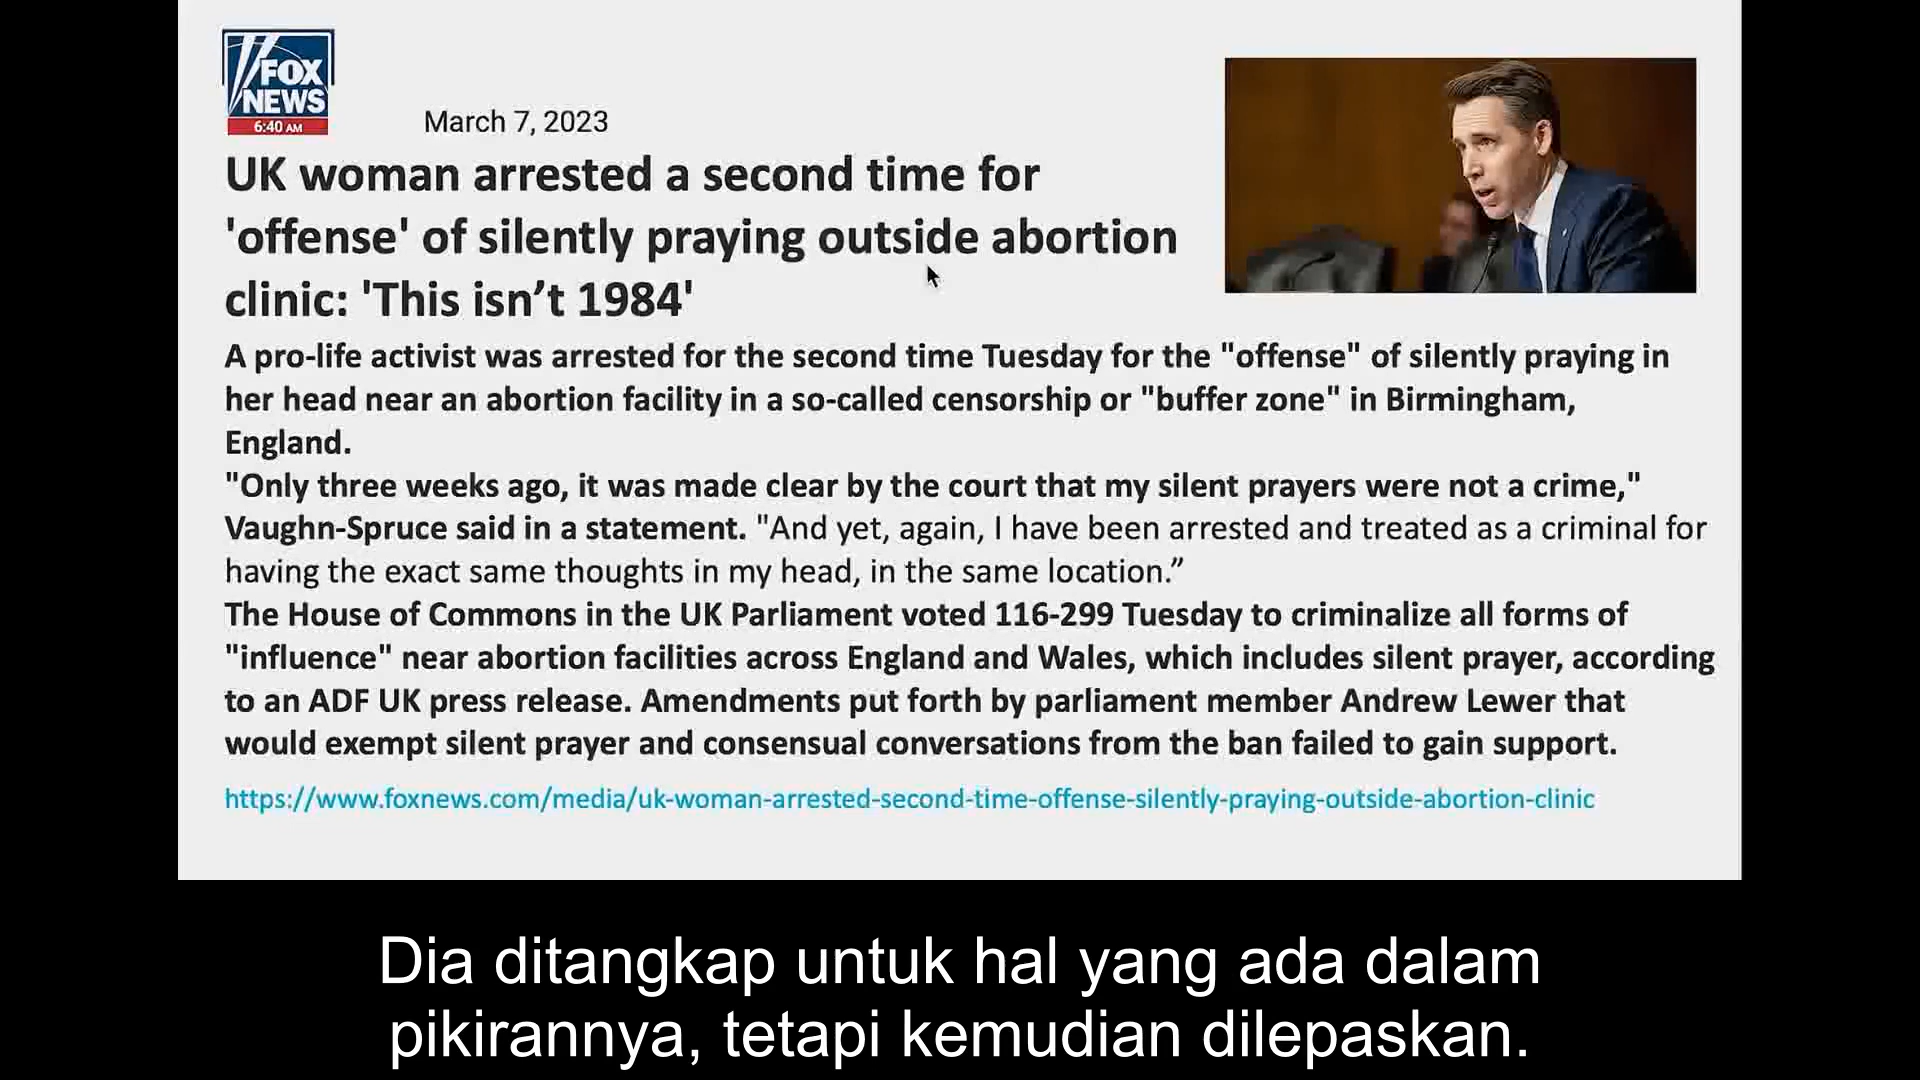 FOX
NEWS
6:40 AM
March 7, 2023
UK woman arrested a second time for
'offense' of silently praying outside abortion
clinic: 'This isn’t 1984'
A pro-life activist was arrested for the second time Tuesday for the "offense" of silently praying in
her head near an abortion facility in a so-called censorship or "buffer zone" in Birmingham,
England.
"Only three weeks ago, it was made clear by the court that my silent prayers were not a crime,"
Vaughn-Spruce said in a statement. "And yet, again, I have been arrested and treated as a criminal for
having the exact same thoughts in my head, in the same location.”
The House of Commons in the UK Parliament voted 116-299 Tuesday to criminalize all forms of
"influence" near abortion facilities across England and Wales, which includes silent prayer, according
to an ADF UK press release. Amendments put forth by parliament member Andrew Lewer that
would exempt silent prayer and consensual conversations from the ban failed to gain support.
https://www.foxnews.com/media/uk-woman-arrested-second-time-offense-silently-praying-outside-abortion-clinic
Dia ditangkap untuk hal yang ada dalam
pikirannya, tetapi kemudian dilepaskan.